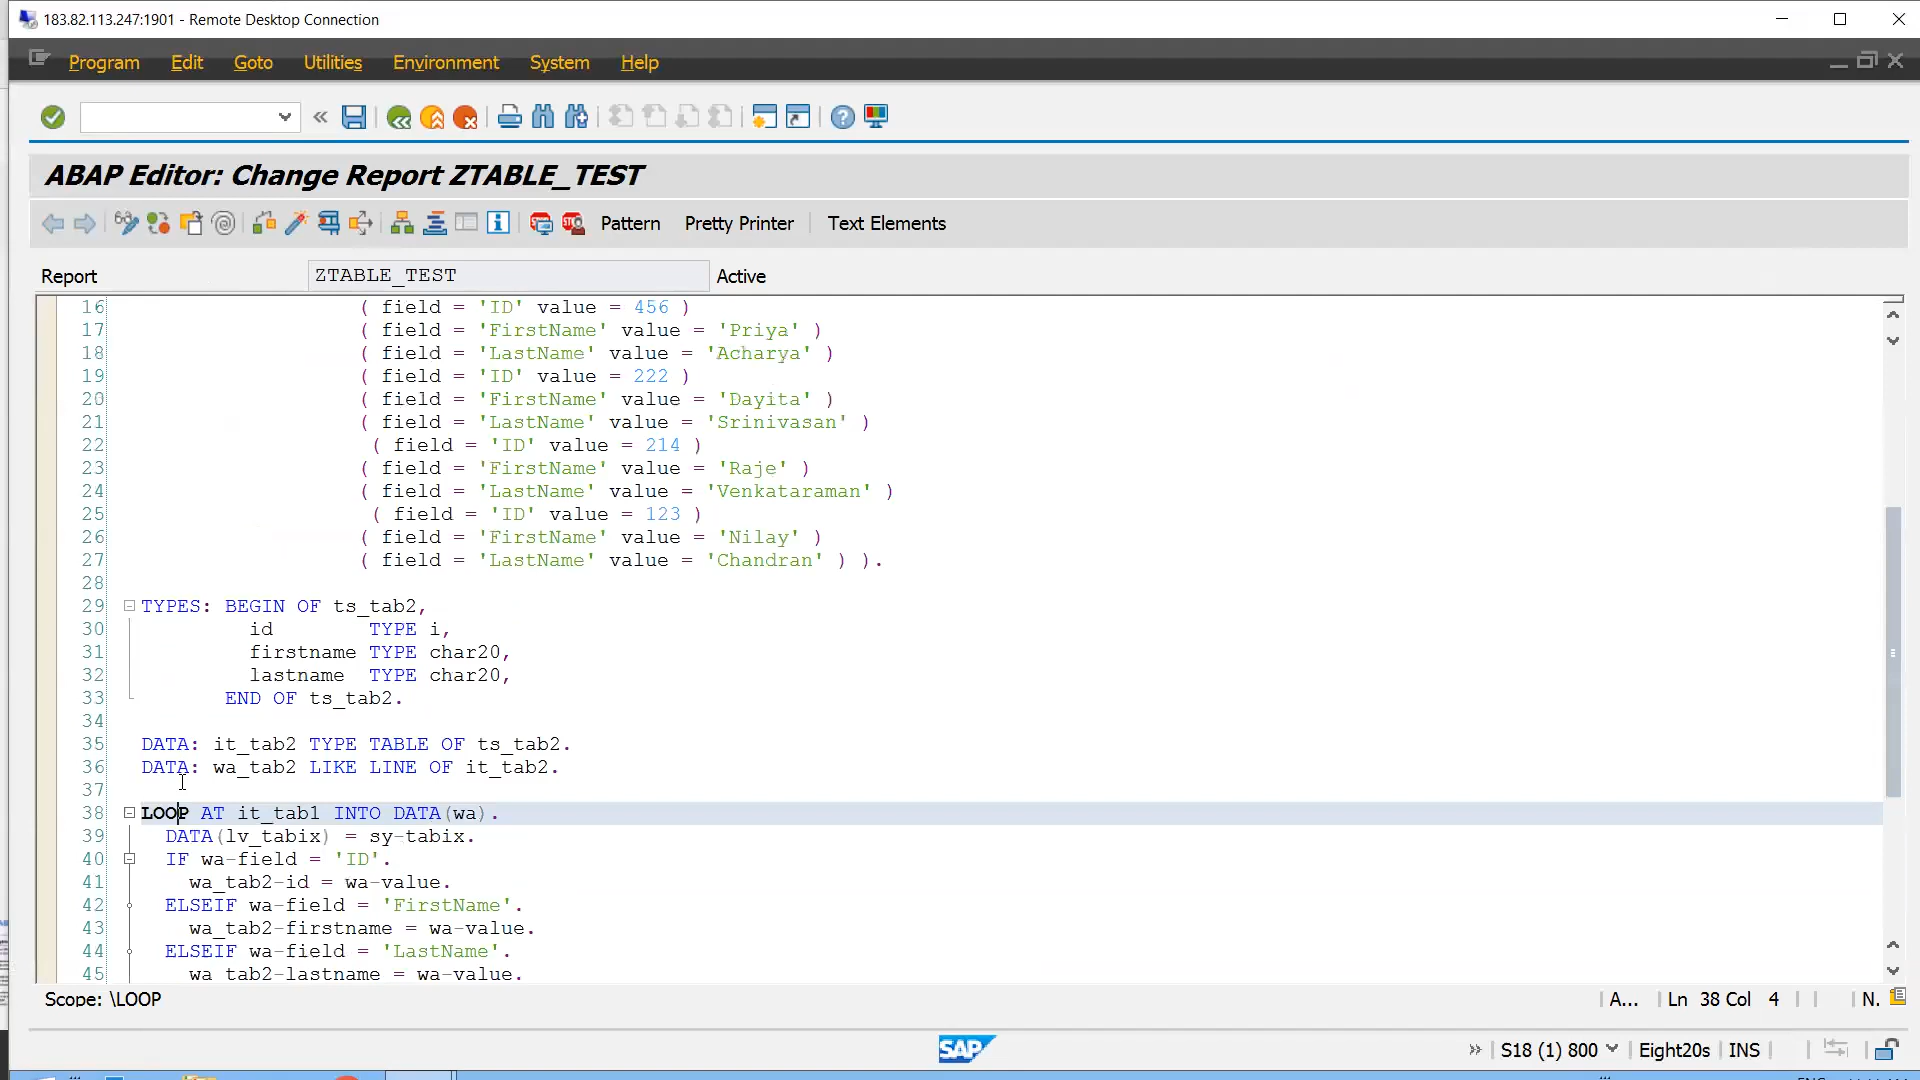 183.82.113.247:1901 - Remote Desktop Connection
Program Edit Goto Utilities Environment System Help
ABAP Editor: Change Report ZTABLE_TEST
Pattern Pretty Printer Text Elements
Report ZTABLE_TEST Active
16 ( field = 'ID' value = 456 )
17 ( field = 'FirstName' value = 'Priya' )
18 ( field = 'LastName' value = 'Acharya' )
19 ( field = 'ID' value = 222 )
20 ( field = 'FirstName' value = 'Dayita' )
21 ( field = 'LastName' value = 'Srinivasan' )
22 ( field = 'ID' value = 214 )
23 ( field = 'FirstName' value = 'Raje' )
24 ( field = 'LastName' value = 'Venkataraman' )
25 ( field = 'ID' value = 123 )
26 ( field = 'FirstName' value = 'Nilay' )
27 ( field = 'LastName' value = 'Chandran' ) ).
28
29 TYPES: BEGIN OF ts_tab2,
30 id TYPE i,
31 firstname TYPE char20,
32 lastname TYPE char20,
33 END OF ts_tab2.
34
35 DATA: it_tab2 TYPE TABLE OF ts_tab2.
36 DATA: wa_tab2 LIKE LINE OF it_tab2.
37
38 LOOP AT it_tab1 INTO DATA(wa).
39 DATA(lv_tabix) = sy-tabix.
40 IF wa-field = 'ID'.
41 wa_tab2-id = wa-value.
42 ELSEIF wa-field = 'FirstName'.
43 wa_tab2-firstname = wa-value.
44 ELSEIF wa-field = 'LastName'.
45 wa_tab2-lastname = wa-value.
Scope: \LOOP A... Ln 38 Col 4 N.
SAP S18 (1) 800 Eight20s INS